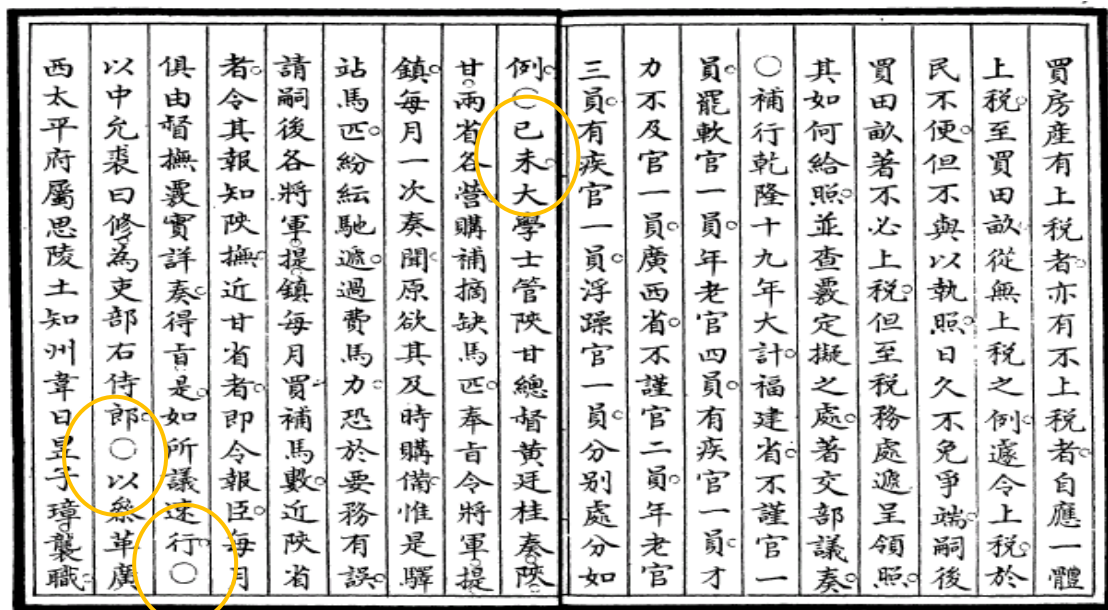 買房產有上稅者。亦有不上稅者。自應一體
上稅。至買田畝從無上稅之例。遽令上稅。於
民不便。但不與以執照。日久不免爭端。嗣後
買田畝著不必上稅。但至稅務處遞呈領照。
其如何給照。並查覈定擬之處。著交部議奏。
○補行乾隆十九年大計。福建省。不謹官一
員。罷軟官一員。年老官四員。有疾官一員。才
力不及官一員。廣西省。不謹官二員。年老官
三員。有疾官一員。浮躁官一員。分別處分如
例。○己未。大學士管陝甘總督黃廷桂奏。陝
甘兩省各營。購補摘缺馬匹。奉旨令將軍提
鎮。每月一次奏聞。原欲其及時購備。惟是驛
站馬匹。紛紜馳遞。過費馬力。恐於要務有誤。
請嗣後各將軍。提鎮每月買補馬數。近陝省
者。令其報知陝撫。近甘省者。即令報臣。每月
俱由督撫覈實詳奏。得旨。是。如所議速行。○
以中允裘曰修。為吏部右侍郎。○以叅革廣
西太平府屬思陵土知州韋日昱子璋襲職。